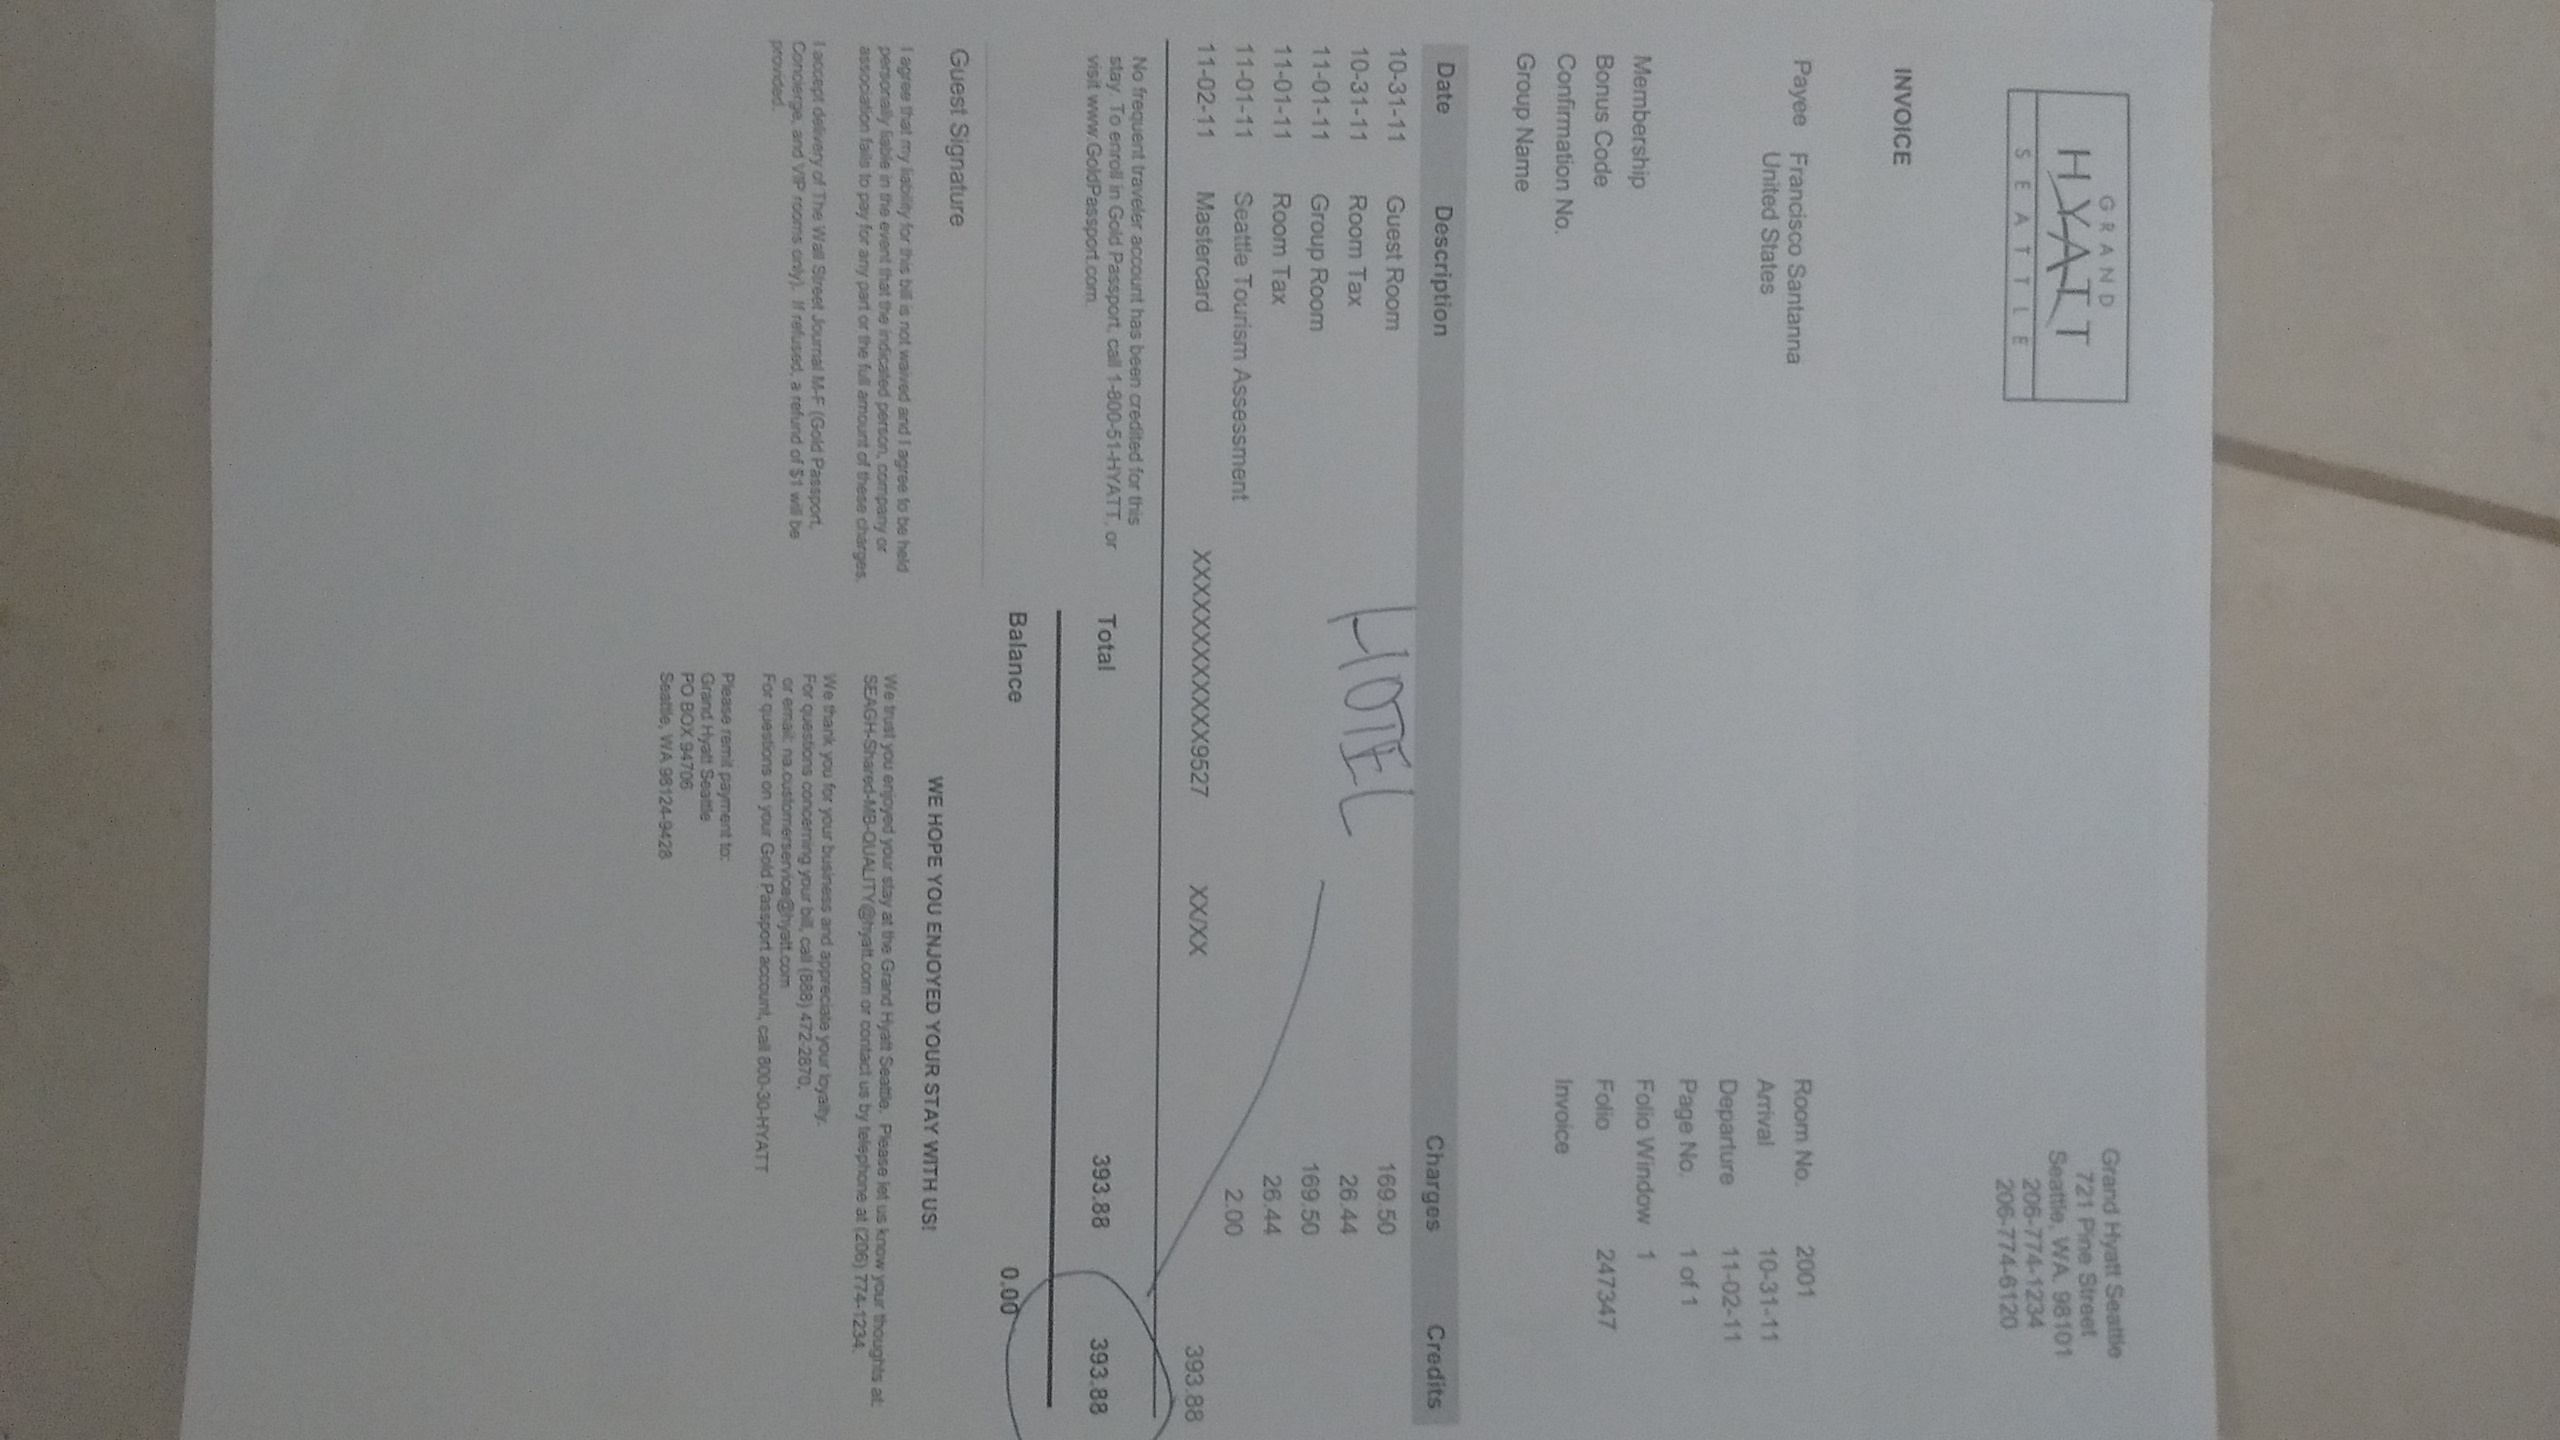 GRAND
HYATT
SEATTLE
Grand Hyatt Seattle
721 Pine Street
Seattle, WA 98101
206-774-1234
206-774-6120
INVOICE
Payee Francisco Santanna
United States
Room No. 2001
Arrival 10-31-11
Departure 11-02-11
Page No. 1 of 1
Folio Window 1
Folio 247347
Invoice
Membership
Bonus Code
Confirmation No.
Group Name
Date Description Charges Credits
10-31-11 Guest Room 169.50
10-31-11 Room Tax 26.44
11-01-11 Group Room 169.50
11-01-11 Room Tax 26.44
11-01-11 Seattle Tourism Assessment 2.00
11-02-11 Mastercard XXXXXXXXXXXX9527 XX/XX 393.88
HOTEL
No frequent traveler account has been credited for this
stay. To enroll in Gold Passport, call 1-800-51-HYATT, or
visit www.GoldPassport.com.
Total 393.88 393.88
Balance 0.00
Guest Signature
I agree that my liability for this bill is not waived and I agree to be held
personally liable in the event that the indicated person, company or
association fails to pay for any part or the full amount of these charges.
I accept delivery of The Wall Street Journal M-F (Gold Passport,
Concierge, and VIP rooms only). If refused, a refund of $1 will be
provided.
WE HOPE YOU ENJOYED YOUR STAY WITH US!
We trust you enjoyed your stay at the Grand Hyatt Seattle. Please let us know your thoughts at:
SEAGH-Shared-MB-QUALITY@hyatt.com or contact us by telephone at (206) 774-1234.
We thank you for your business and appreciate your loyalty.
For questions concerning your bill, call (888) 472-2870,
or email: na.customerservice@hyatt.com
For questions on your Gold Passport account, call 800-30-HYATT
Please remit payment to:
Grand Hyatt Seattle
PO BOX 94706
Seattle, WA 98124-9428